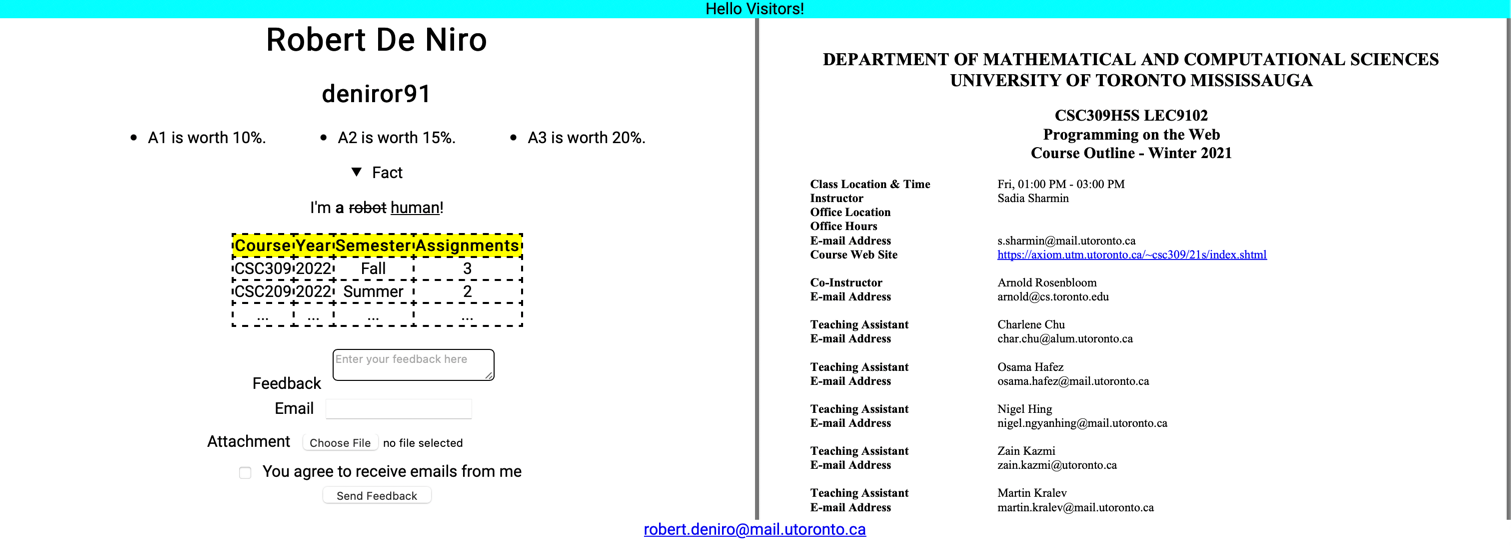 Hello Visitors!
Robert De Niro
deniror91
• A1 is worth 10%. • A2 is worth 15%. • A3 is worth 20%.
▼ Fact
I'm a robot human!
Course Year Semester Assignments
CSC309 2022 Fall 3
CSC209 2022 Summer 2
... ... ... ...
Feedback Enter your feedback here
Email
Attachment Choose File no file selected
You agree to receive emails from me
Send Feedback
DEPARTMENT OF MATHEMATICAL AND COMPUTATIONAL SCIENCES
UNIVERSITY OF TORONTO MISSISSAUGA
CSC309H5S LEC9102
Programming on the Web
Course Outline - Winter 2021
Class Location & Time Fri, 01:00 PM - 03:00 PM
Instructor Sadia Sharmin
Office Location
Office Hours
E-mail Address s.sharmin@mail.utoronto.ca
Course Web Site https://axiom.utm.utoronto.ca/~csc309/21s/index.shtml
Co-Instructor Arnold Rosenbloom
E-mail Address arnold@cs.toronto.edu
Teaching Assistant Charlene Chu
E-mail Address char.chu@alum.utoronto.ca
Teaching Assistant Osama Hafez
E-mail Address osama.hafez@mail.utoronto.ca
Teaching Assistant Nigel Hing
E-mail Address nigel.ngyanhing@mail.utoronto.ca
Teaching Assistant Zain Kazmi
E-mail Address zain.kazmi@utoronto.ca
Teaching Assistant Martin Kralev
E-mail Address martin.kralev@mail.utoronto.ca
robert.deniro@mail.utoronto.ca